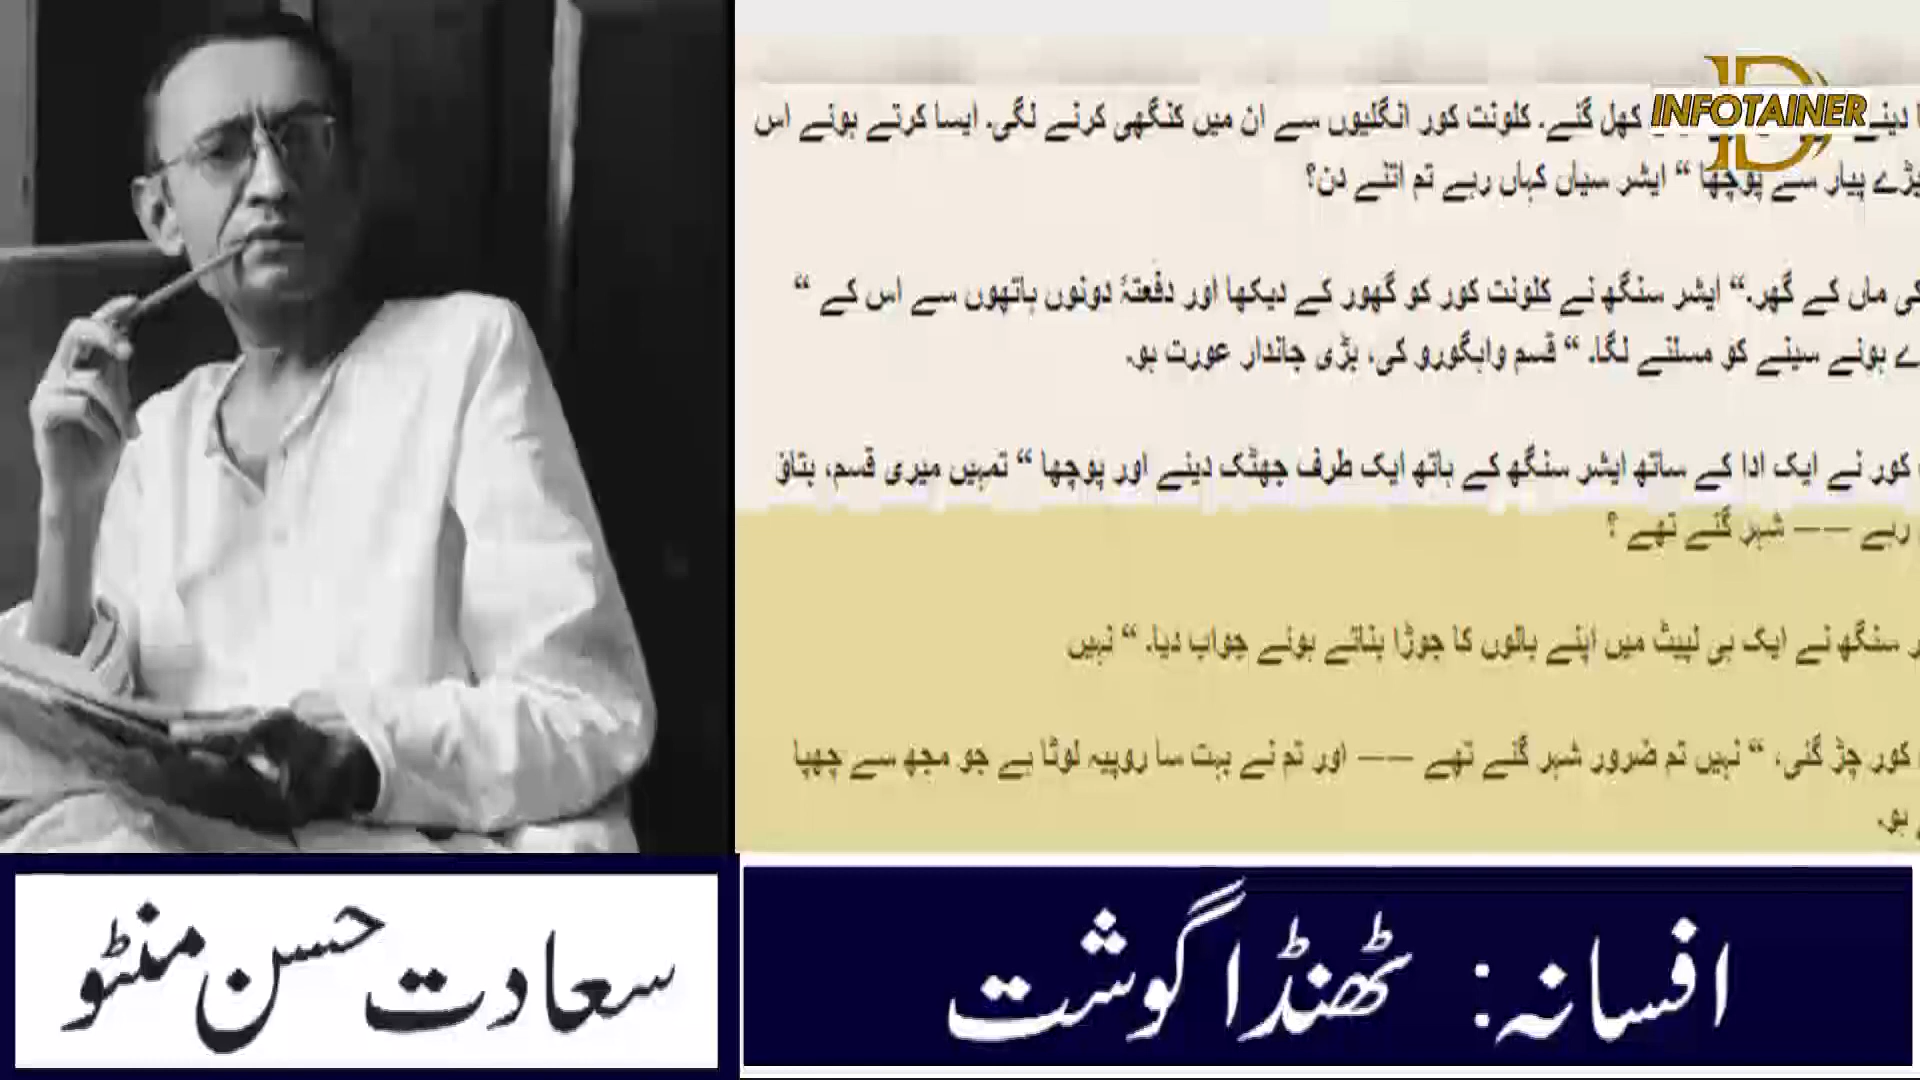 INFOTAINER
دیئے کھل گئے۔ کلونت کور انگلیوں سے ان میں کنگھی کرنے لگی۔ ایسا کرتے ہوئے اس
بڑے پیار سے پوچھا “ ایشر سیاں کہاں رہے تم اتنے دن؟
کی ماں کے گھر۔“ ایشر سنگھ نے کلونت کور کو گھور کے دیکھا اور دفعتۂ دونوں ہاتھوں سے اس کے “
ہوئے سینے کو مسلنے لگا۔ “ قسم واہگورو کی، بڑی جاندار عورت ہو۔
کور نے ایک ادا کے ساتھ ایشر سنگھ کے ہاتھ ایک طرف جھٹک دیئے اور پوچھا “ تمہیں میری قسم، بتاؤ
رہے —— شہر گئے تھے ؟
سنگھ نے ایک ہی لپیٹ میں اپنے بالوں کا جوڑا بناتے ہوئے جواب دیا۔ “ نہیں
کور چڑ گئی، “ نہیں تم ضرور شہر گئے تھے —— اور تم نے بہت سا روپیہ لوٹا ہے جو مجھ سے چھپا
ہو۔
افسانہ: ٹھنڈا گوشت
سعادت حسن منٹو